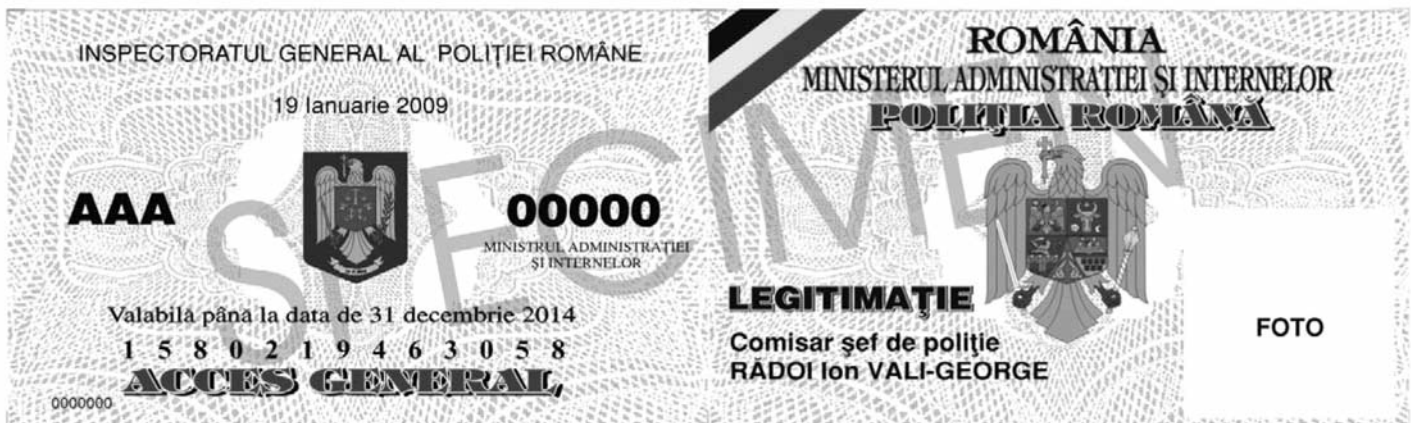 INSPECTORATUL GENERAL AL POLIȚIEI ROMÂNE
19 Ianuarie 2009
AAA
00000
MINISTRUL ADMINISTRAȚIEI
ȘI INTERNELOR
Valabilă până la data de 31 decembrie 2014
1 5 8 0 2 1 9 4 6 3 0 5 8
ACCES GENERAL
0000000
SPECIMEN
ROMÂNIA
MINISTERUL ADMINISTRAȚIEI ȘI INTERNELOR
POLIȚIA ROMÂNĂ
LEGITIMAȚIE
Comisar șef de poliție
RĂDOI Ion VALI-GEORGE
FOTO